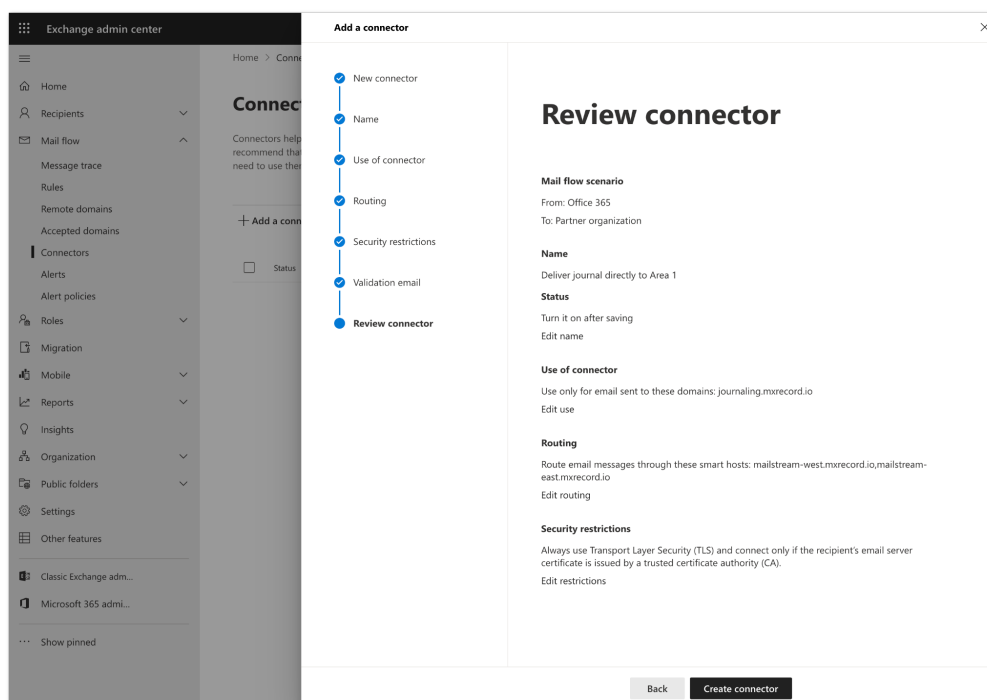 Exchange admin center
Home
Recipients
Mail flow
Message trace
Rules
Remote domains
Accepted domains
Connectors
Alerts
Alert policies
Roles
Migration
Mobile
Reports
Insights
Organization
Public folders
Settings
Other features
Classic Exchange adm...
Microsoft 365 admi...
Show pinned
Home > Conne
Connec
Connectors help
recommend tha
need to use the
Add a conn
Status
Add a connector
New connector
Name
Use of connector
Routing
Security restrictions
Validation email
Review connector
Review connector
Mail flow scenario
From: Office 365
To: Partner organization
Name
Deliver journal directly to Area 1
Status
Turn it on after saving
Edit name
Use of connector
Use only for email sent to these domains: journaling.mxrecord.io
Edit use
Routing
Route email messages through these smart hosts: mailstream-west.mxrecord.io,mailstream-
east.mxrecord.io
Edit routing
Security restrictions
Always use Transport Layer Security (TLS) and connect only if the recipient's email server
certificate is issued by a trusted certificate authority (CA).
Edit restrictions
Back
Create connector